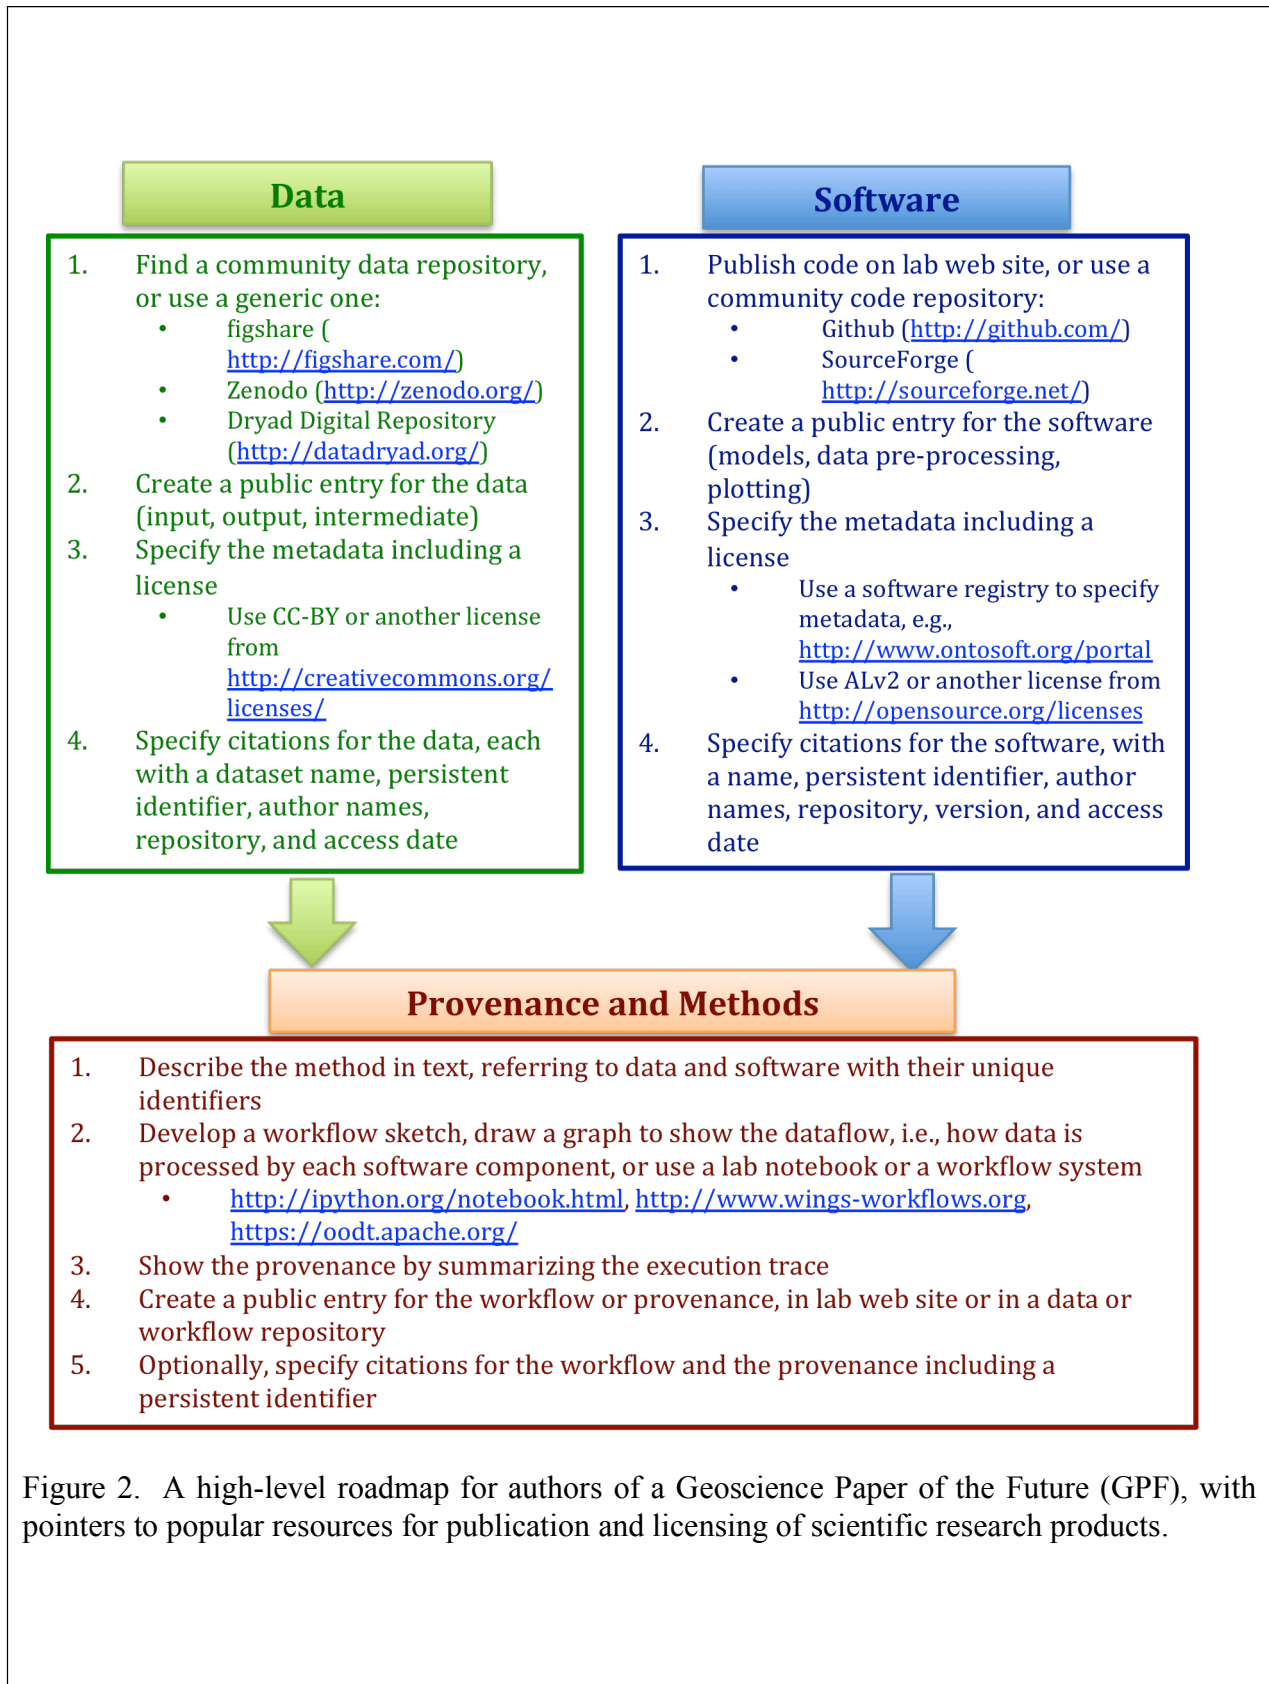 Data
1. Find a community data repository,
or use a generic one:
• figshare (
http://figshare.com/)
• Zenodo (http://zenodo.org/)
• Dryad Digital Repository
(http://datadryad.org/)
2. Create a public entry for the data
(input, output, intermediate)
3. Specify the metadata including a
license
• Use CC-BY or another license
from
http://creativecommons.org/
licenses/
4. Specify citations for the data, each
with a dataset name, persistent
identifier, author names,
repository, and access date
Software
1. Publish code on lab web site, or use a
community code repository:
• Github (http://github.com/)
• SourceForge (
http://sourceforge.net/)
2. Create a public entry for the software
(models, data pre-processing,
plotting)
3. Specify the metadata including a
license
• Use a software registry to specify
metadata, e.g.,
http://www.ontosoft.org/portal
• Use ALv2 or another license from
http://opensource.org/licenses
4. Specify citations for the software, with
a name, persistent identifier, author
names, repository, version, and access
date
Provenance and Methods
1. Describe the method in text, referring to data and software with their unique
identifiers
2. Develop a workflow sketch, draw a graph to show the dataflow, i.e., how data is
processed by each software component, or use a lab notebook or a workflow system
• http://ipython.org/notebook.html, http://www.wings-workflows.org,
https://oodt.apache.org/
3. Show the provenance by summarizing the execution trace
4. Create a public entry for the workflow or provenance, in lab web site or in a data or
workflow repository
5. Optionally, specify citations for the workflow and the provenance including a
persistent identifier
Figure 2. A high-level roadmap for authors of a Geoscience Paper of the Future (GPF), with
pointers to popular resources for publication and licensing of scientific research products.